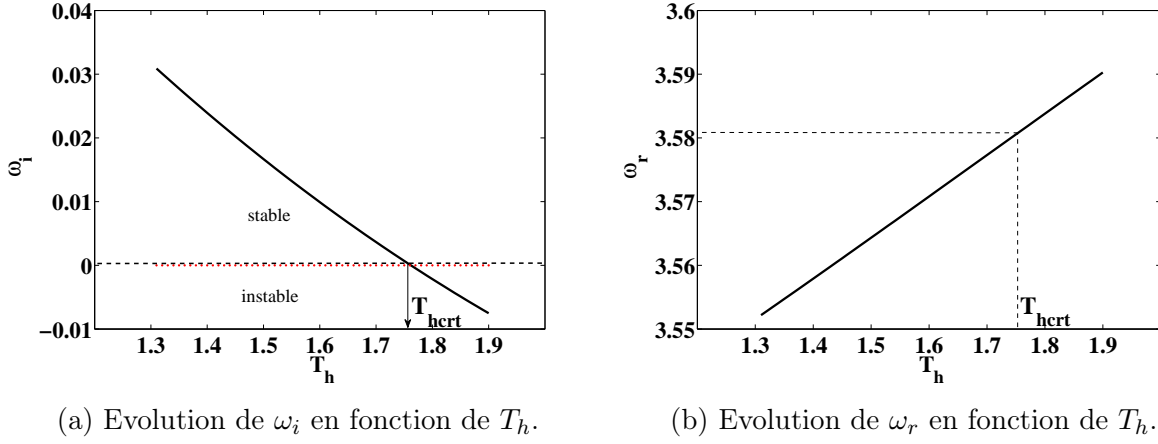 0.04
0.03
0.02
0.01
0
−0.01
ω_i
stable
instable
T_hcrt
1.3 1.4 1.5 1.6 1.7 1.8 1.9
T_h
3.6
3.59
3.58
3.57
3.56
3.55
ω_r
T_hcrt
1.3 1.4 1.5 1.6 1.7 1.8 1.9
T_h
(a) Evolution de ω_i en fonction de T_h.
(b) Evolution de ω_r en fonction de T_h.